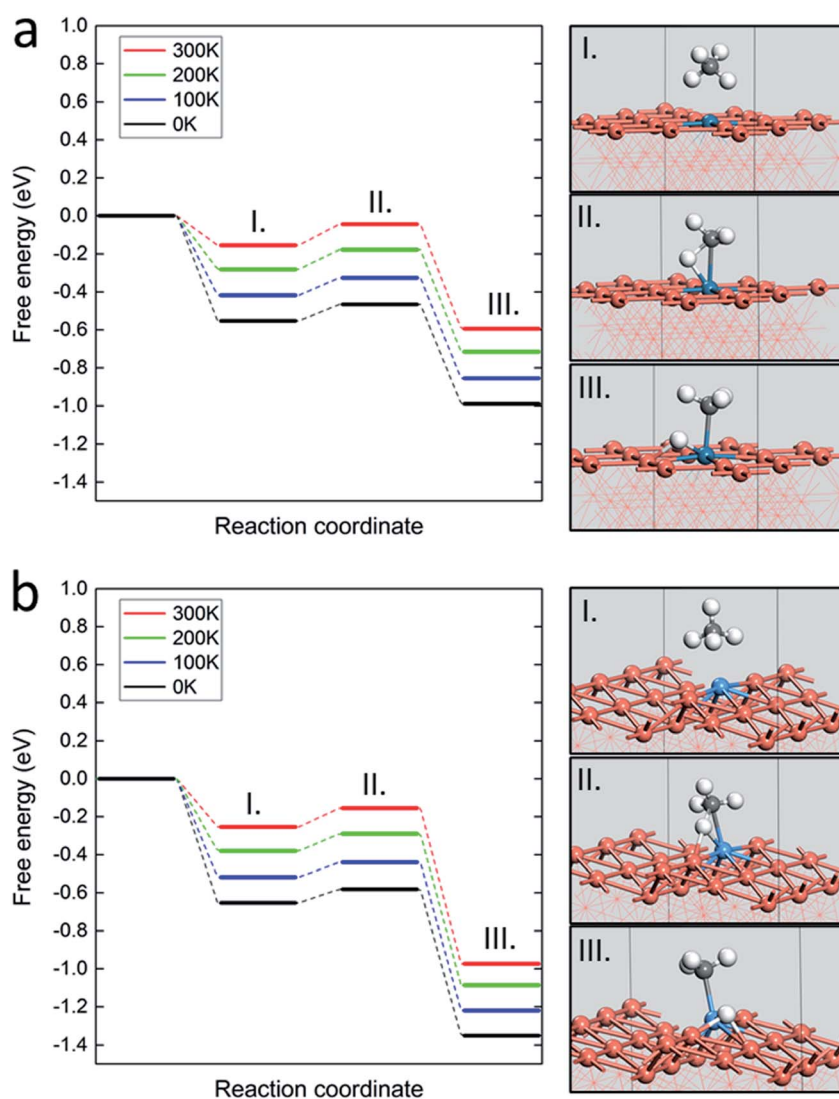 a
1.0
0.8
0.6
0.4
0.2
0.0
-0.2
-0.4
-0.6
-0.8
-1.0
-1.2
-1.4
Free energy (eV)
300K
200K
100K
0K
I.
II.
III.
Reaction coordinate
I.
II.
III.
b
1.0
0.8
0.6
0.4
0.2
0.0
-0.2
-0.4
-0.6
-0.8
-1.0
-1.2
-1.4
Free energy (eV)
300K
200K
100K
0K
I.
II.
III.
Reaction coordinate
I.
II.
III.